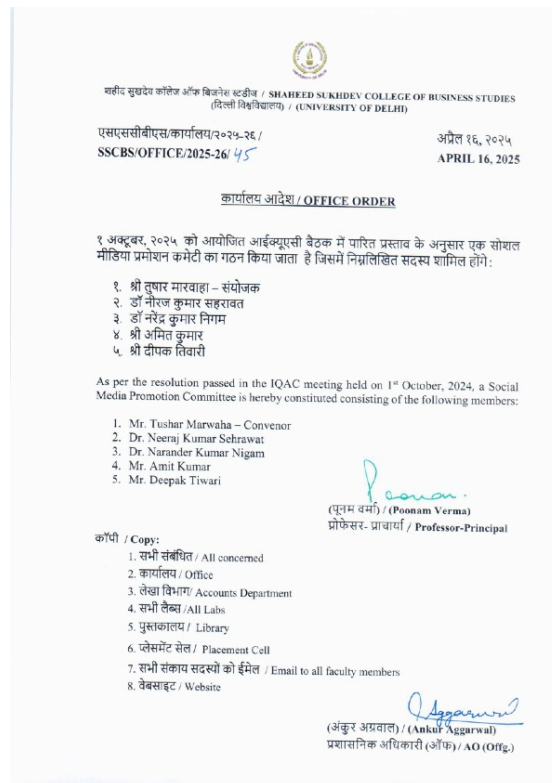 शहीद सुखदेव कॉलेज ऑफ बिजनेस स्टडीज / SHAHEED SUKHDEV COLLEGE OF BUSINESS STUDIES
(दिल्ली विश्वविद्यालय) / (UNIVERSITY OF DELHI)
एसएससीबीएस/कार्यालय/२०२५-२६/
अप्रैल १६, २०२५
SSCBS/OFFICE/2025-26/ 45
APRIL 16, 2025
कार्यालय आदेश / OFFICE ORDER
१ अक्टूबर, २०२५ को आयोजित आईक्यूएसी बैठक में पारित प्रस्ताव के अनुसार एक सोशल
मीडिया प्रमोशन कमेटी का गठन किया जाता है जिसमें निम्नलिखित सदस्य शामिल होंगे :
१. श्री तुषार मारवाहा – संयोजक
२. डॉ नीरज कुमार सहरावत
३. डॉ नरेंद्र कुमार निगम
४. श्री अमित कुमार
५. श्री दीपक तिवारी
As per the resolution passed in the IQAC meeting held on 1st October, 2024, a Social
Media Promotion Committee is hereby constituted consisting of the following members:
1. Mr. Tushar Marwaha – Convenor
2. Dr. Neeraj Kumar Sehrawat
3. Dr. Narander Kumar Nigam
4. Mr. Amit Kumar
5. Mr. Deepak Tiwari
Poonam.
(पूनम वर्मा) / (Poonam Verma)
प्रोफेसर- प्राचार्या / Professor-Principal
कॉपी / Copy:
1. सभी संबंधित / All concerned
2. कार्यालय / Office
3. लेखा विभाग/ Accounts Department
4. सभी लैब्स /All Labs
5. पुस्तकालय / Library
6. प्लेसमेंट सेल / Placement Cell
7. सभी संकाय सदस्यों को ईमेल / Email to all faculty members
8. वेबसाइट / Website
Aggarwal
(अंकुर अग्रवाल) / (Ankur Aggarwal)
प्रशासनिक अधिकारी (ऑफ) / AO (Offg.)